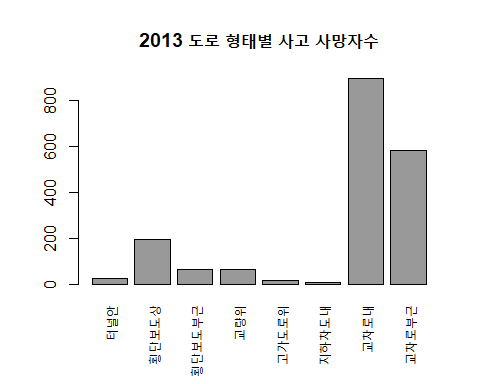 2013 도로 형태별 사고 사망자수
800
600
400
200
0
터널안
횡단보도상
횡단보도부근
교량위
고가도로위
지하차도내
교차로내
교차로부근